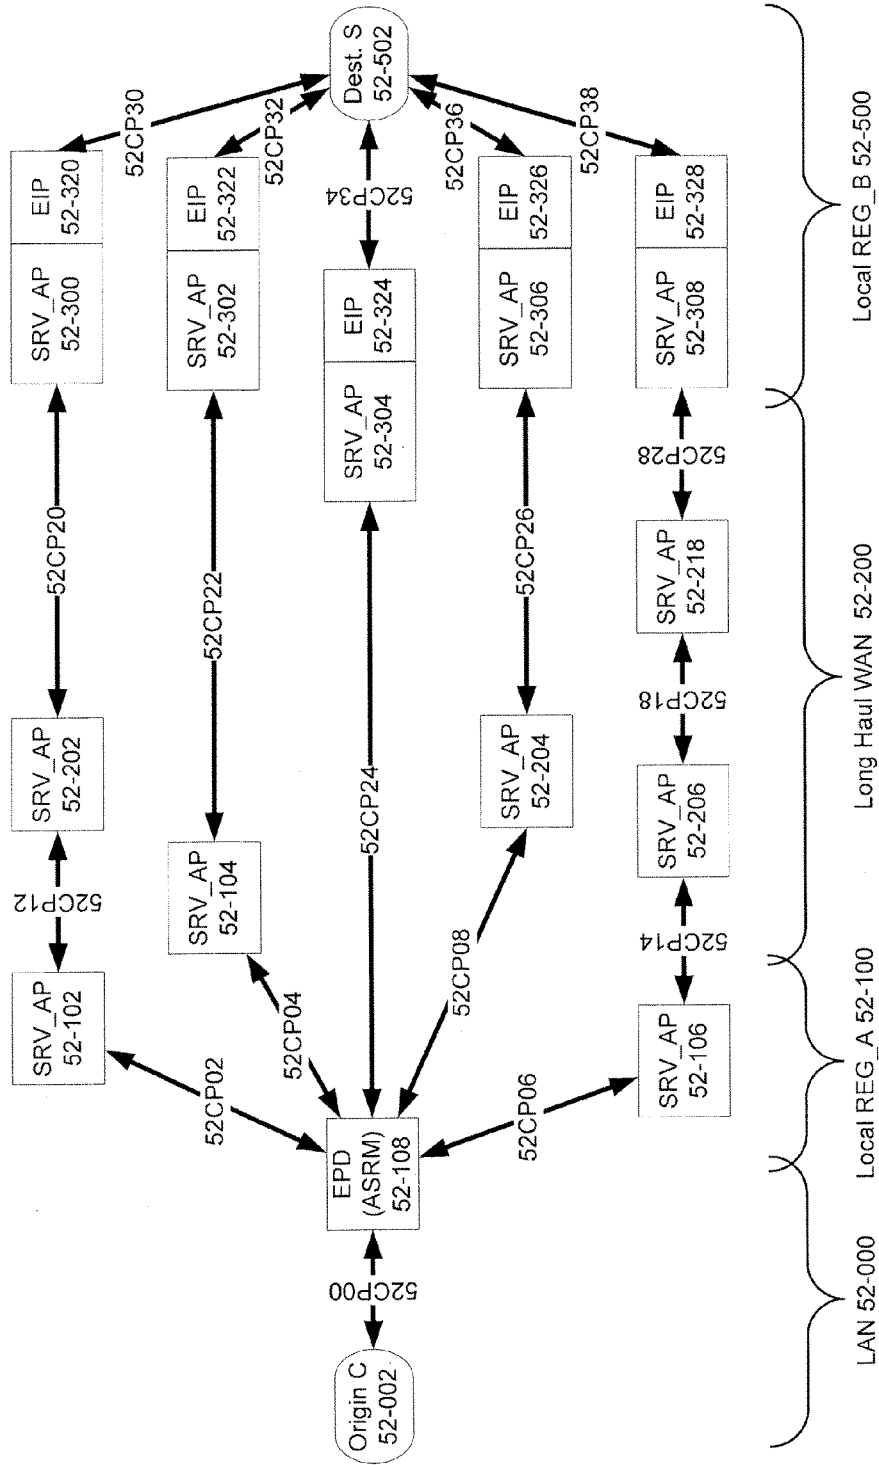 Origin C
52-002
52CP00
EPD
(ASRM)
52-108
52CP02
52CP04
52CP24
52CP08
52CP06
SRV_AP
52-102
52CP12
SRV_AP
52-202
52CP20
SRV_AP
52-300
EIP
52-320
52CP30
SRV_AP
52-104
52CP22
SRV_AP
52-302
EIP
52-322
52CP32
SRV_AP
52-304
EIP
52-324
52CP34
Dest. S
52-502
SRV_AP
52-204
52CP26
SRV_AP
52-306
EIP
52-326
52CP36
SRV_AP
52-106
52CP14
SRV_AP
52-206
52CP18
SRV_AP
52-218
52CP28
SRV_AP
52-308
EIP
52-328
52CP38
LAN 52-000
Local REG_A 52-100
Long Haul WAN 52-200
Local REG_B 52-500